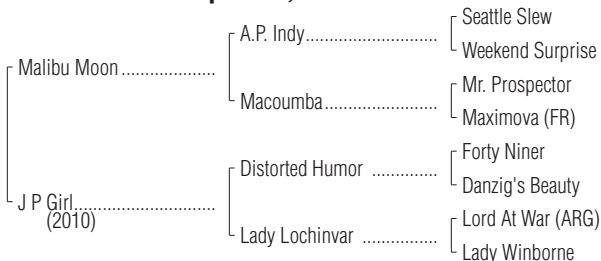 Seattle Slew
A.P. Indy..............................
Weekend Surprise
Malibu Moon .....................
Mr. Prospector
Macoumba..........................
Maximova (FR)
Forty Niner
Distorted Humor ...............
Danzig's Beauty
J P Girl..............................
(2010)
Lord At War (ARG)
Lady Lochinvar .................
Lady Winborne